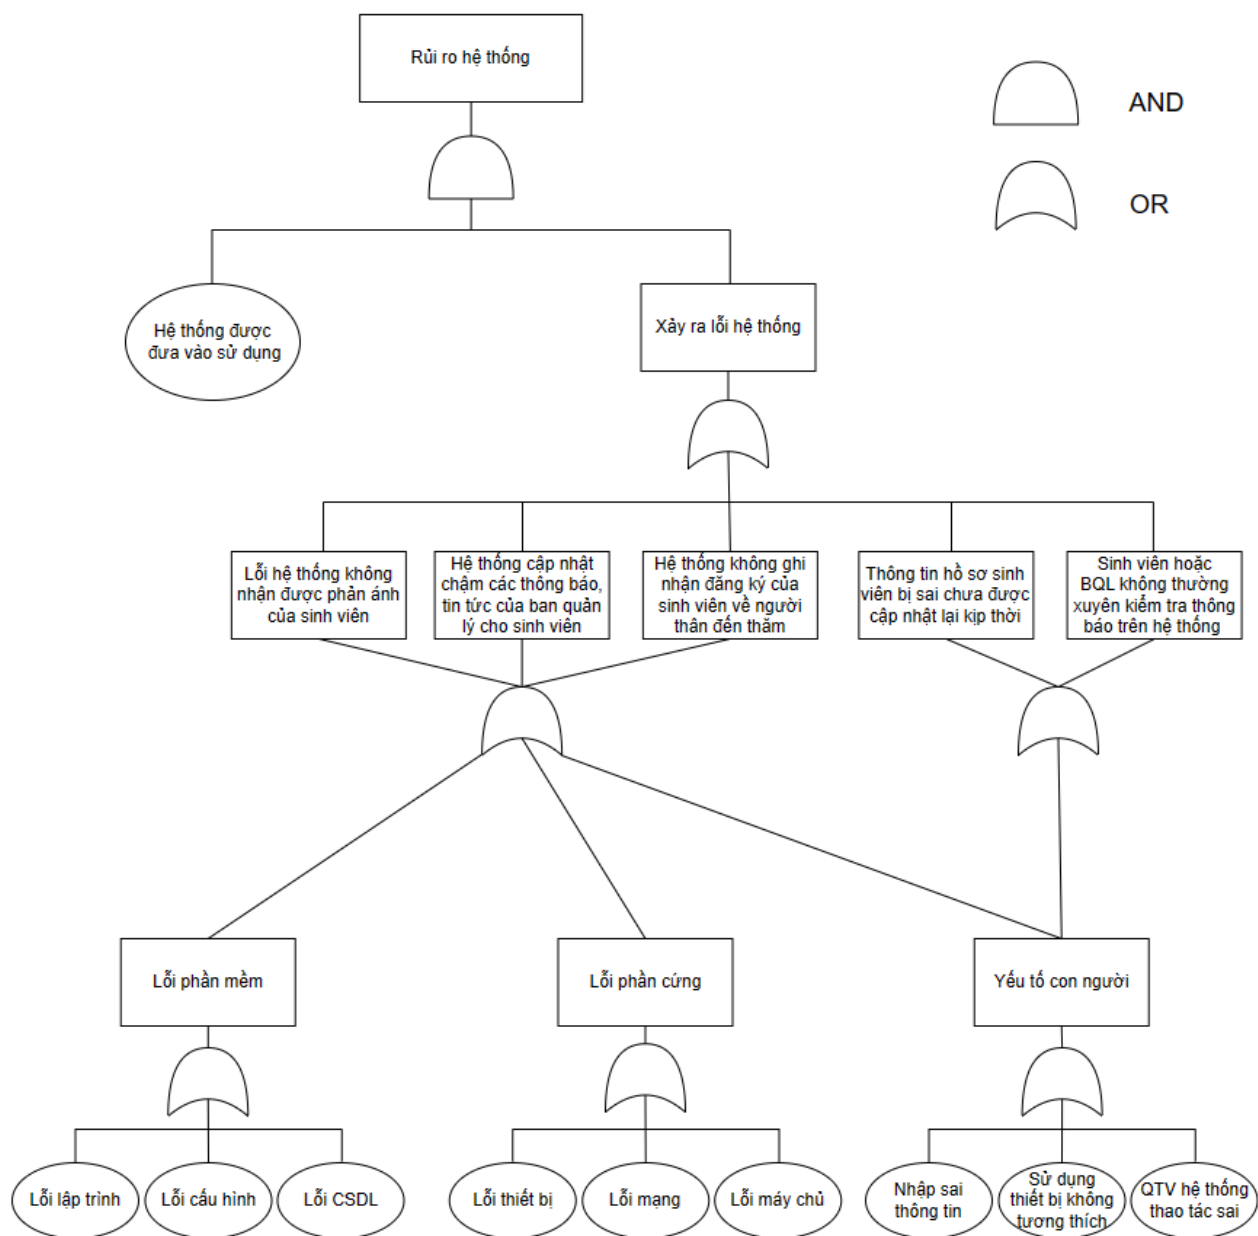 Rủi ro hệ thống
AND
OR
Hệ thống được
đưa vào sử dụng
Xảy ra lỗi hệ thống
Lỗi hệ thống không
nhận được phản ánh
của sinh viên
Hệ thống cập nhật
chậm các thông báo,
tin tức của ban quản
lý cho sinh viên
Hệ thống không ghi
nhận đăng ký của
sinh viên về người
thân đến thăm
Thông tin hồ sơ sinh
viên bị sai chưa được
cập nhật lại kịp thời
Sinh viên hoặc
BQL không thường
xuyên kiểm tra thông
báo trên hệ thống
Lỗi phần mềm
Lỗi phần cứng
Yếu tố con người
Lỗi lập trình
Lỗi cấu hình
Lỗi CSDL
Lỗi thiết bị
Lỗi mạng
Lỗi máy chủ
Nhập sai
thông tin
Sử dụng
thiết bị không
tương thích
QTV hệ thống
thao tác sai